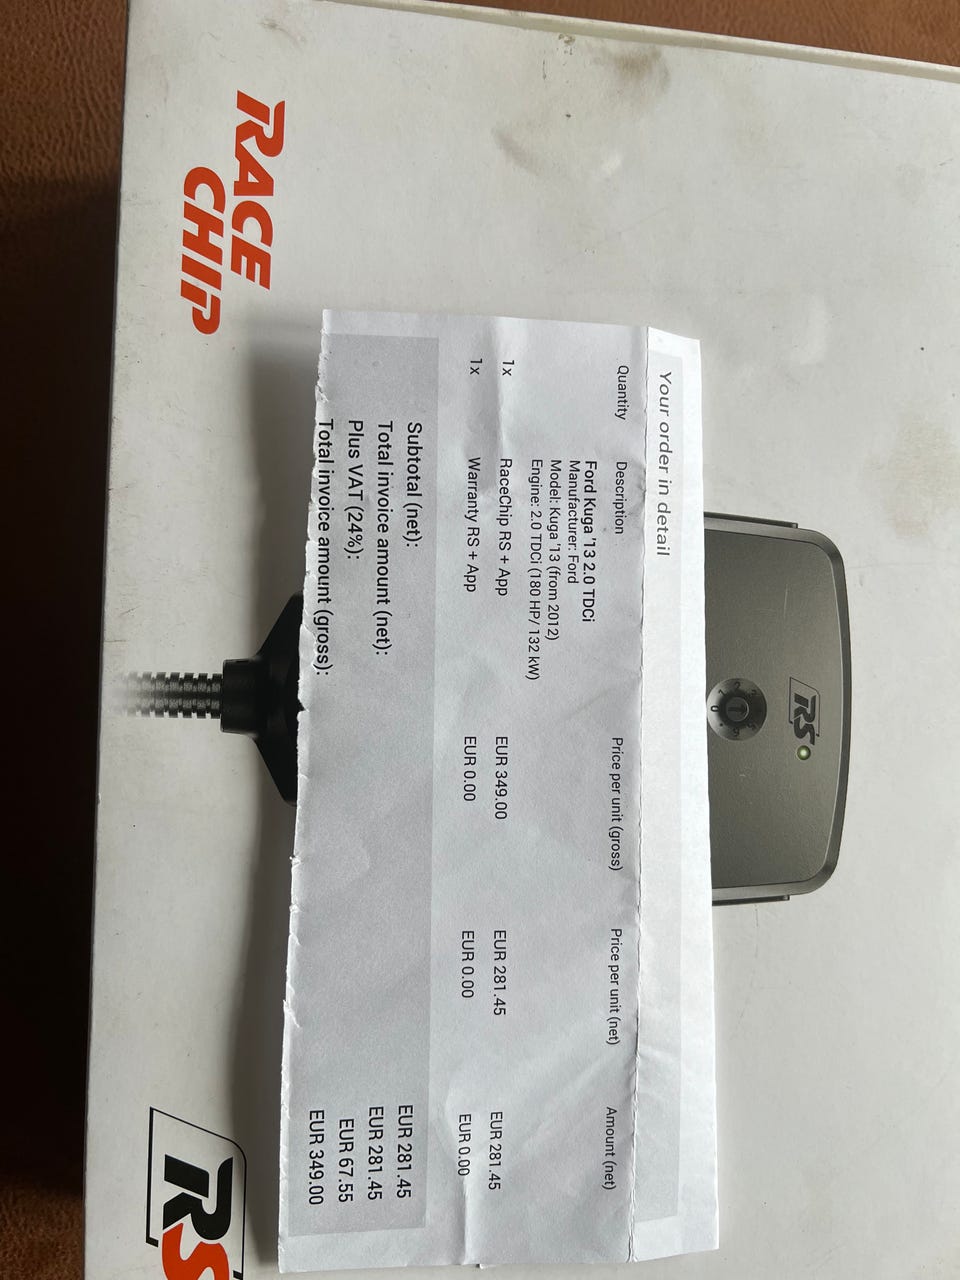 RACE
CHIP
RS
Your order in detail
Quantity Description Price per unit (gross) Price per unit (net) Amount (net)
Ford Kuga '13 2.0 TDCi
Manufacturer: Ford
Model: Kuga '13 (from 2012)
Engine: 2.0 TDCi (180 HP/ 132 kW)
1x RaceChip RS + App EUR 349.00 EUR 281.45 EUR 281.45
1x Warranty RS + App EUR 0.00 EUR 0.00 EUR 0.00
Subtotal (net): EUR 281.45
Total invoice amount (net): EUR 281.45
Plus VAT (24%): EUR 67.55
Total invoice amount (gross): EUR 349.00
RS